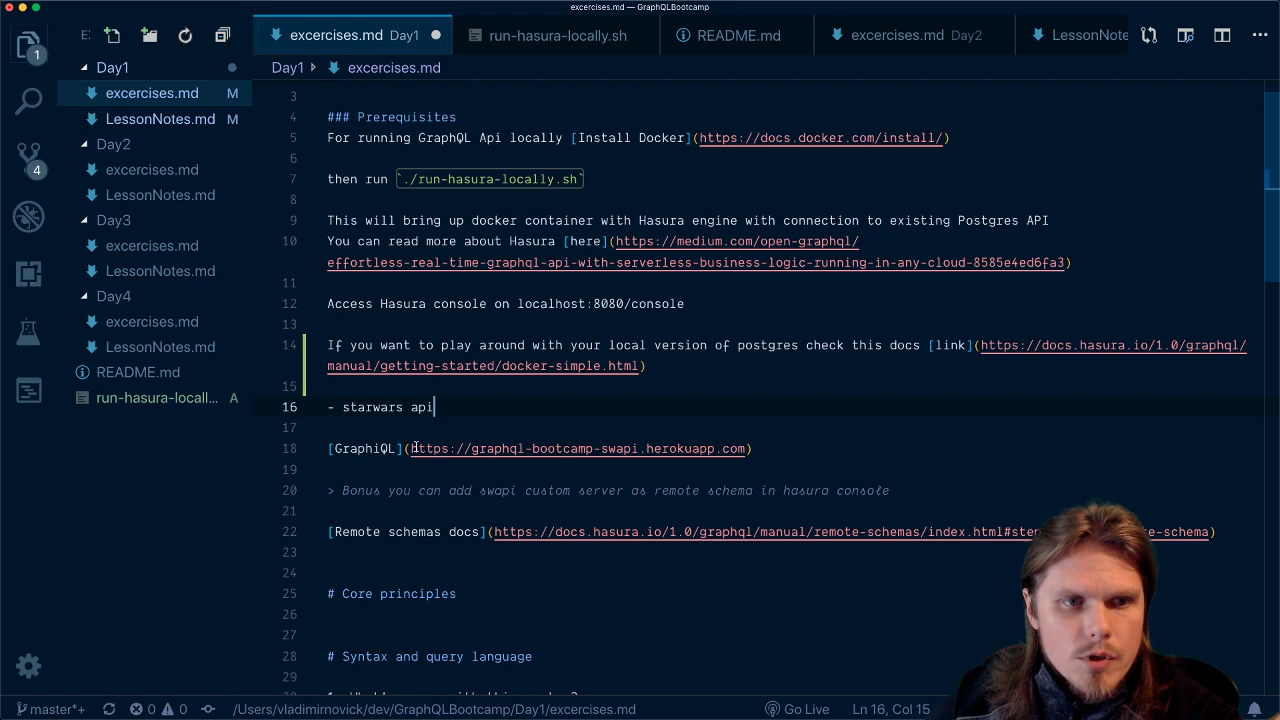 excercises.md — GraphQLBootcamp
E:
excercises.md Day1
run-hasura-locally.sh
README.md
excercises.md Day2
LessonNote
1
4
Day1
excercises.md M
LessonNotes.md M
Day2
excercises.md
LessonNotes.md
Day3
excercises.md
LessonNotes.md
Day4
excercises.md
LessonNotes.md
README.md
run-hasura-locall... A
Day1 excercises.md
3
4 ### Prerequisites
5 For running GraphQL Api locally [Install Docker](https://docs.docker.com/install/)
6
7 then run `./run-hasura-locally.sh`
8
9 This will bring up docker container with Hasura engine with connection to existing Postgres API
10 You can read more about Hasura [here](https://medium.com/open-graphql/
effortless-real-time-graphql-api-with-serverless-business-logic-running-in-any-cloud-8585e4ed6fa3)
11
12 Access Hasura console on localhost:8080/console
13
14 If you want to play around with your local version of postgres check this docs [link](https://docs.hasura.io/1.0/graphql/
manual/getting-started/docker-simple.html)
15
16 - starwars api
17
18 [GraphiQL](https://graphql-bootcamp-swapi.herokuapp.com)
19
20 > Bonus you can add swapi custom server as remote schema in hasura console
21
22 [Remote schemas docs](https://docs.hasura.io/1.0/graphql/manual/remote-schemas/index.html#step e-schema)
23
24
25 # Core principles
26
27
28 # Syntax and query language
29
master*+ 0 0 /Users/vladimirnovick/dev/GraphQLBootcamp/Day1/excercises.md Go Live Ln 16, Col 15